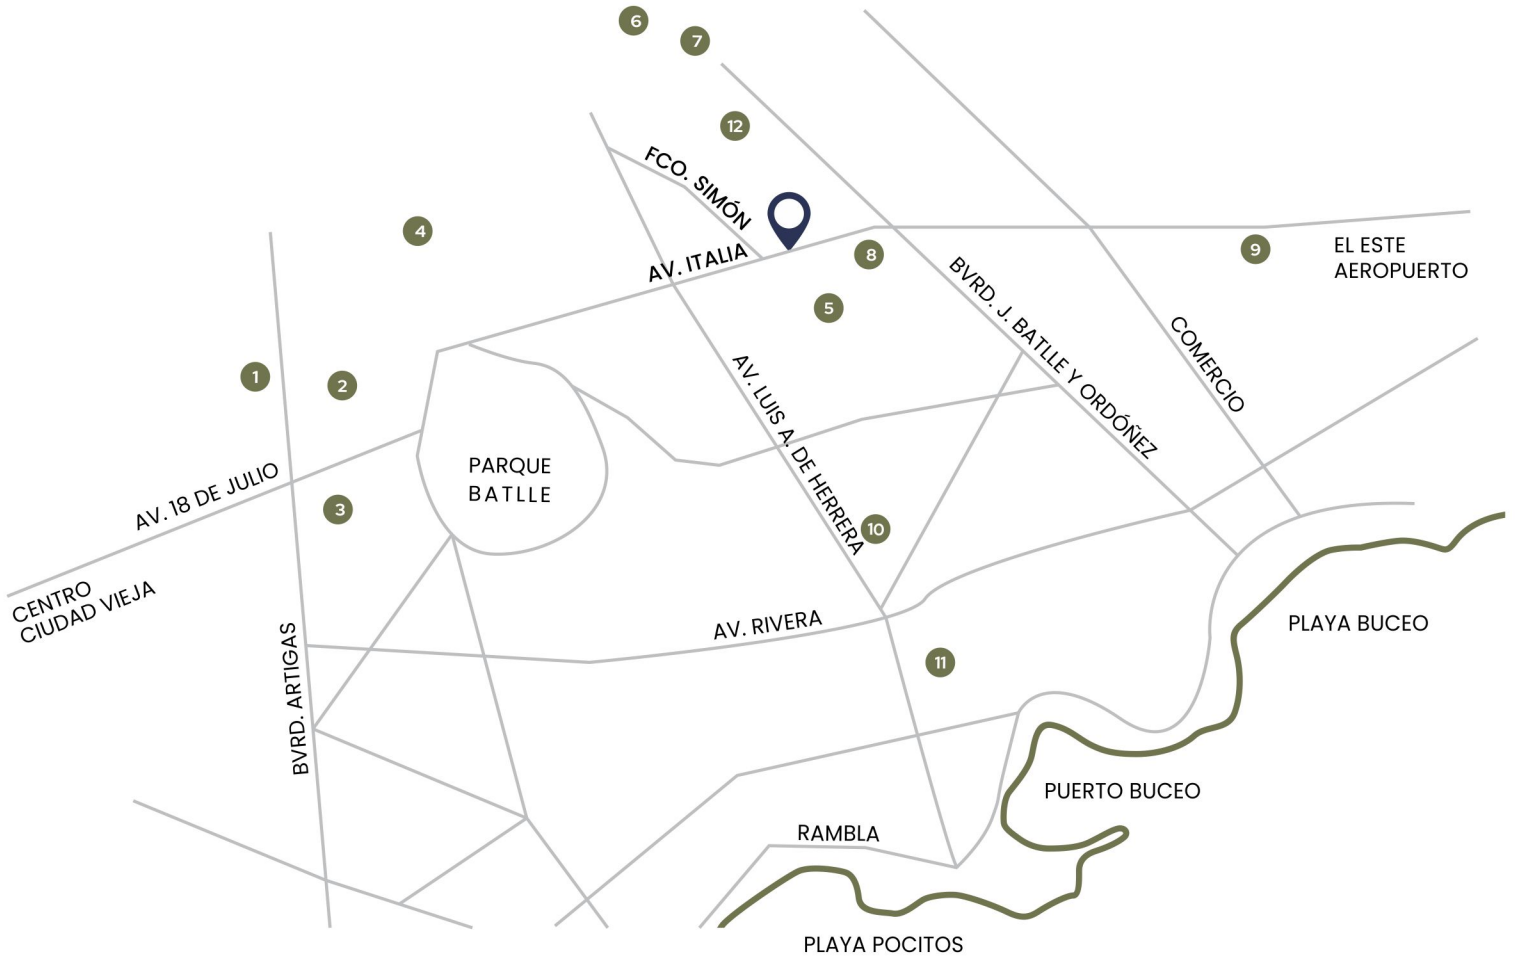 6
7
12
FCO. SIMÓN
4
AV. ITALIA
8
9
EL ESTE
AEROPUERTO
5
BVRD. J. BATLLE Y ORDÓÑEZ
COMERCIO
1
2
AV. LUIS A. DE HERRERA
PARQUE
BATLLE
AV. 18 DE JULIO
3
10
CENTRO
CIUDAD VIEJA
AV. RIVERA
PLAYA BUCEO
BVRD. ARTIGAS
11
PUERTO BUCEO
RAMBLA
PLAYA POCITOS